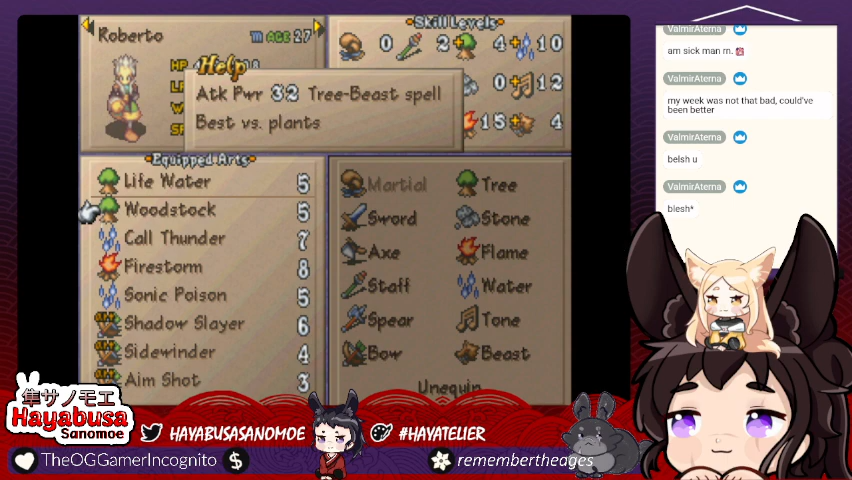 Roberto
m AGE 27
HP
Help
Atk Pwr 32 Tree-Beast spell
Best vs. plants
Skill Levels
0 2 4 10
0 12
15 4
Equipped Arts
Life Water 5
Woodstock 5
Call Thunder 7
Firestorm 8
Sonic Poison 5
Shadow Slayer 6
Sidewinder 4
Aim Shot 3
Martial Tree
Sword Stone
Axe Flame
Staff Water
Spear Tone
Bow Beast
Unequip
ValmirAterna
am sick man rn.
ValmirAterna
my week was not that bad, could've
been better
ValmirAterna
belsh u
ValmirAterna
blesh*
隼サノモエ
Hayabusa
Sanomoe
HAYABUSASANOMOE
#HAYATELIER
TheOGGamerIncognito
$
remembertheages